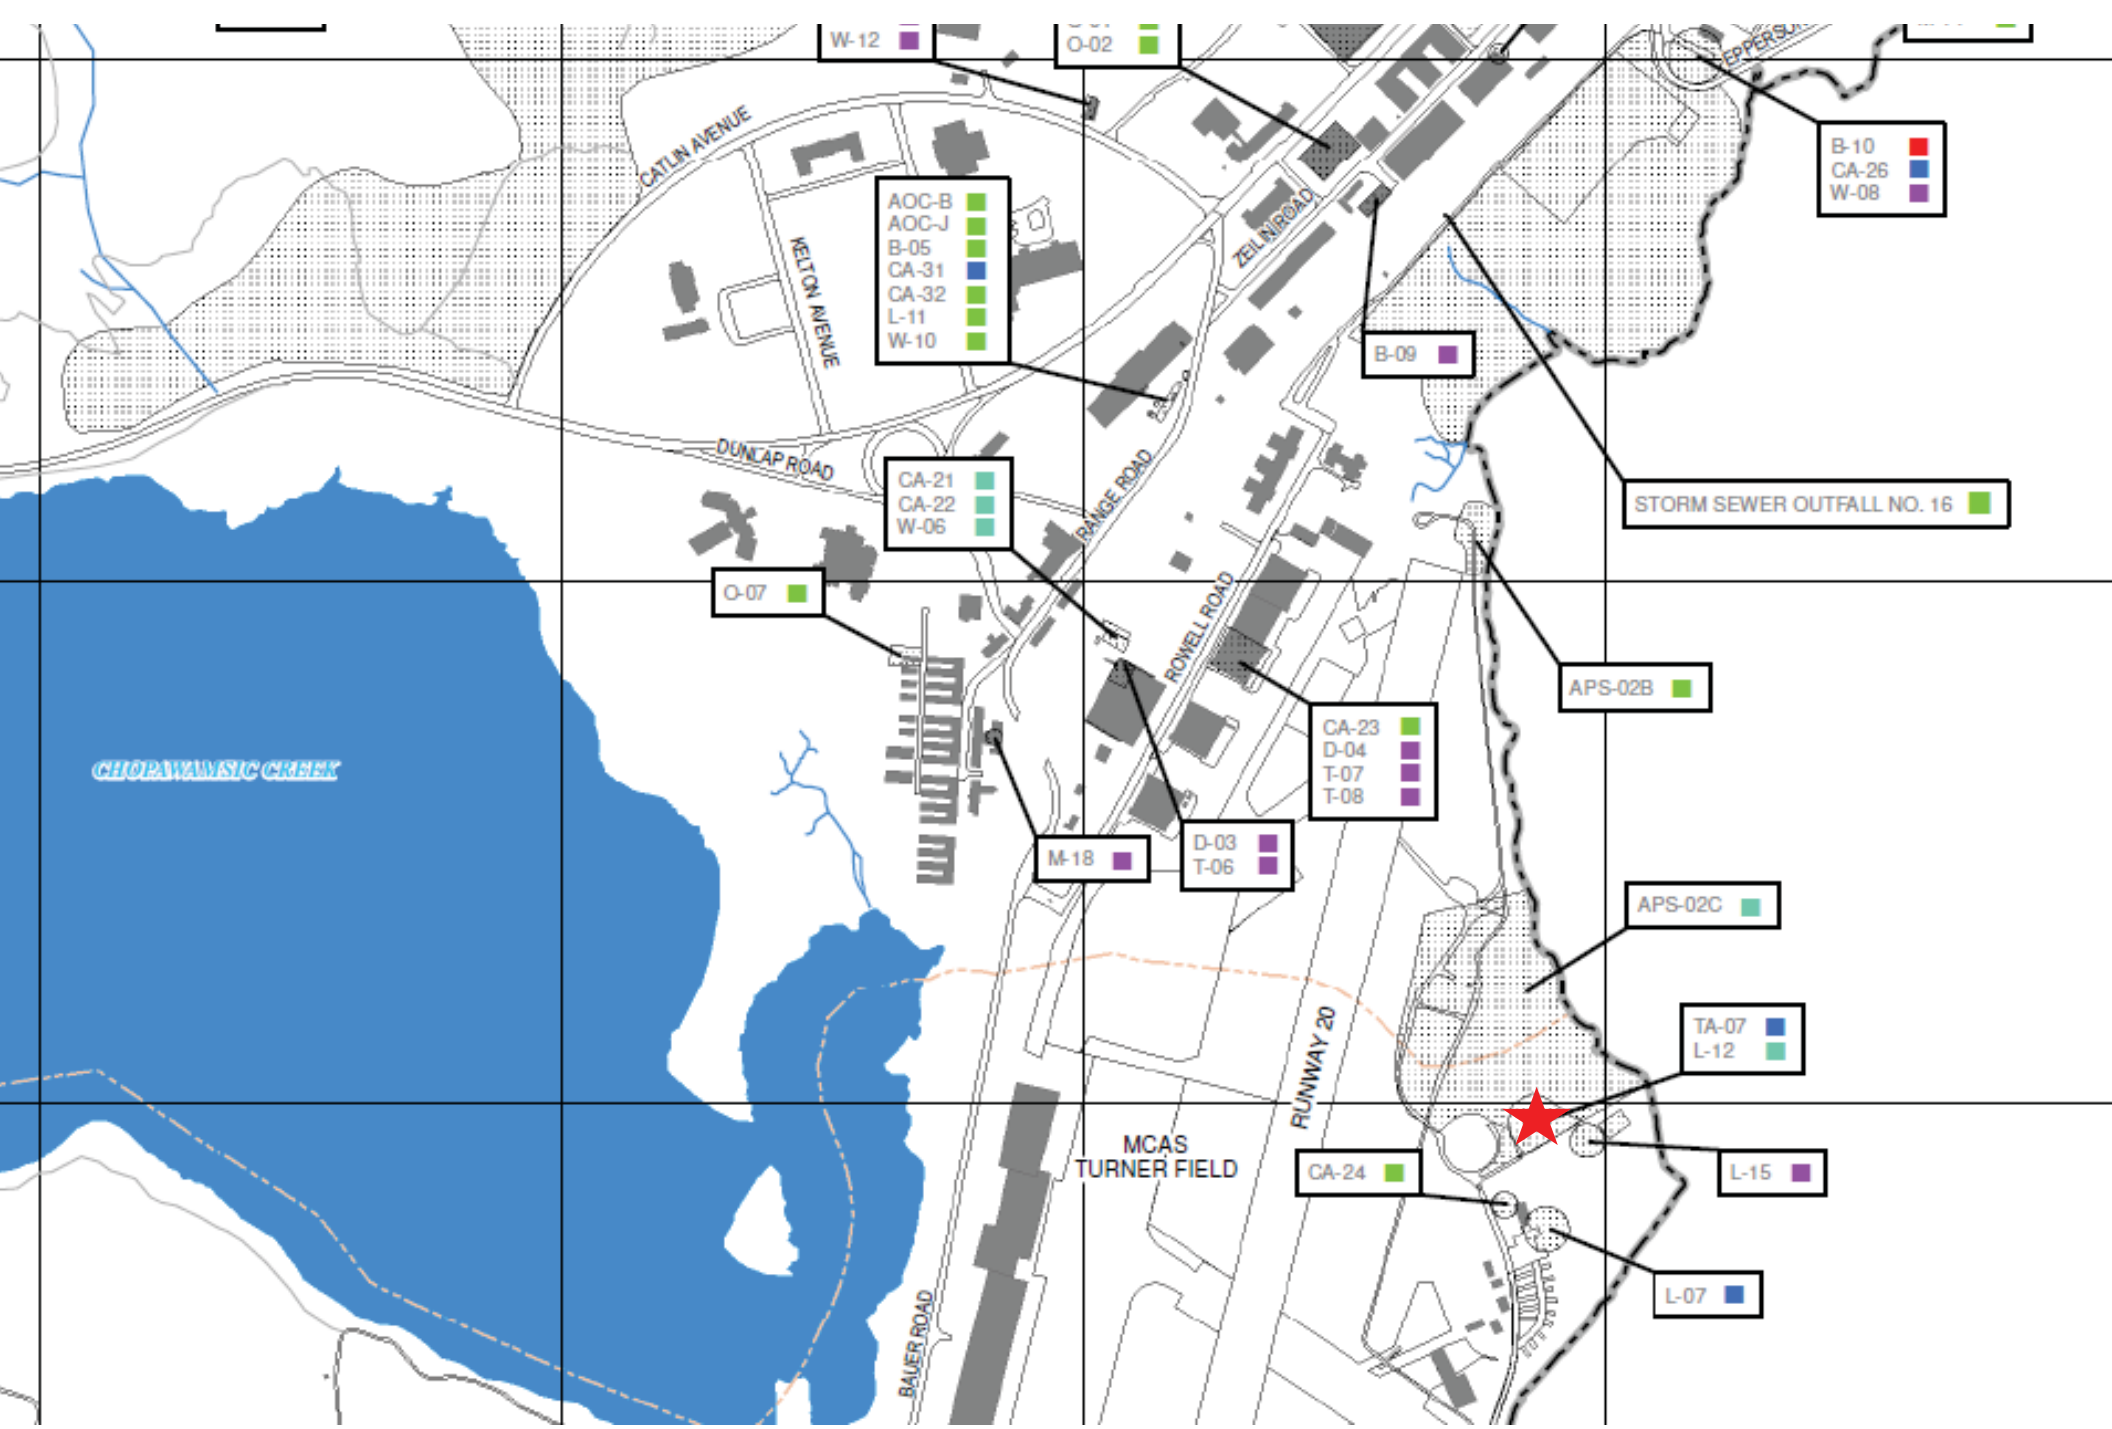 W-12
O-02
EPPERSON
CATLIN AVENUE
B-10
CA-26
W-08
AOC-B
AOC-J
B-05
CA-31
CA-32
L-11
W-10
KELTON AVENUE
ZEILIN ROAD
B-09
DUNLAP ROAD
CA-21
CA-22
W-06
RANGE ROAD
STORM SEWER OUTFALL NO. 16
O-07
ROWELL ROAD
APS-02B
CA-23
D-04
T-07
T-08
CHOPAWAMSIC CREEK
M-18
D-03
T-06
APS-02C
TA-07
L-12
RUNWAY 20
MCAS
TURNER FIELD
CA-24
L-15
L-07
BAUER ROAD